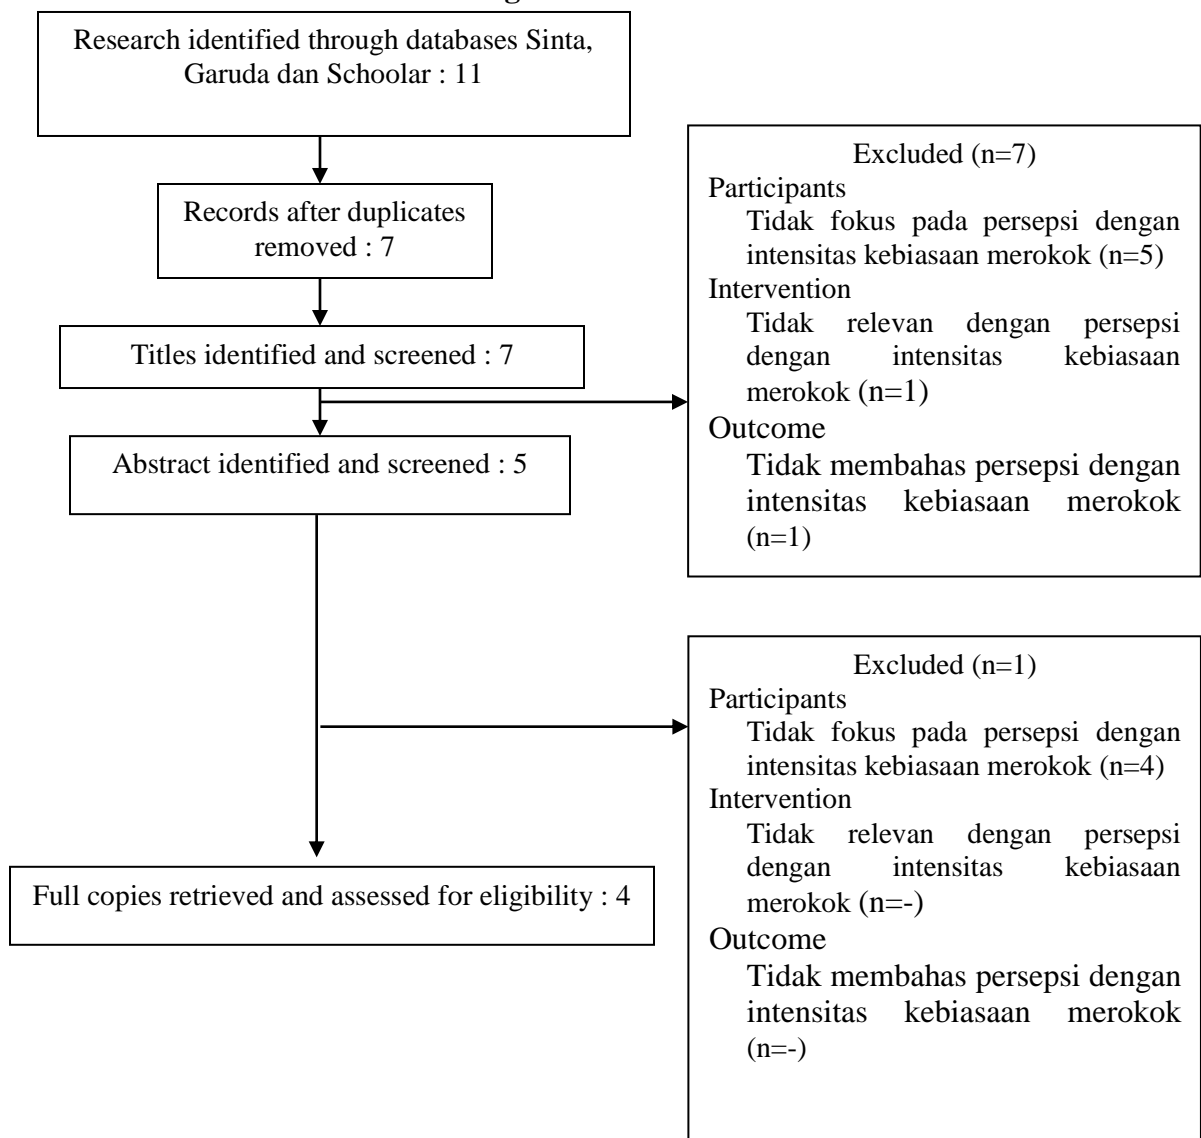 Research identified through databases Sinta,
Garuda dan Schoolar : 11
Records after duplicates
removed : 7
Titles identified and screened : 7
Abstract identified and screened : 5
Full copies retrieved and assessed for eligibility : 4
Excluded (n=7)
Participants
Tidak fokus pada persepsi dengan
intensitas kebiasaan merokok (n=5)
Intervention
Tidak relevan dengan persepsi
dengan intensitas kebiasaan
merokok (n=1)
Outcome
Tidak membahas persepsi dengan
intensitas kebiasaan merokok
(n=1)
Excluded (n=1)
Participants
Tidak fokus pada persepsi dengan
intensitas kebiasaan merokok (n=4)
Intervention
Tidak relevan dengan persepsi
dengan intensitas kebiasaan
merokok (n=-)
Outcome
Tidak membahas persepsi dengan
intensitas kebiasaan merokok
(n=-)